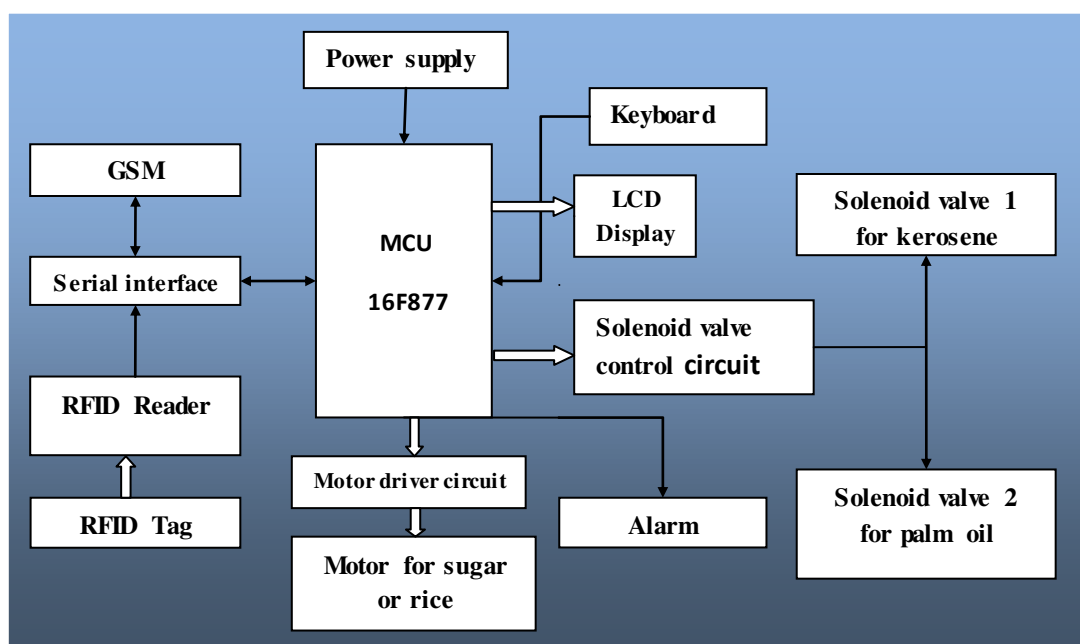 Power supply
Keyboard
GSM
LCD
Display
Solenoid valve 1
for kerosene
MCU
16F877
Serial interface
Solenoid valve
control circuit
RFID Reader
Motor driver circuit
RFID Tag
Alarm
Solenoid valve 2
for palm oil
Motor for sugar
or rice